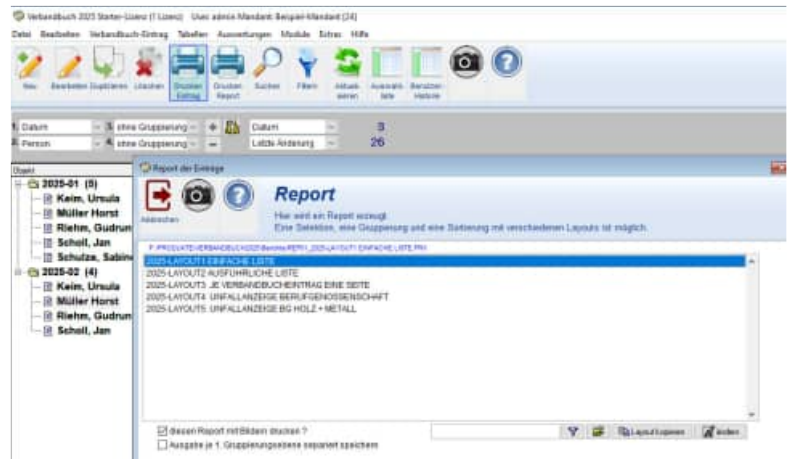 Verbandbuch 2025 Starter-Lizenz (1 Lizenz) User admin Mandant: Beispiel-Mandant [24]
Datei Bearbeiten Verbandbuch-Eintrag Tabellen Auswertungen Module Extras Hilfe
Neu Bearbeiten Duplizieren Löschen Drucken Eintrag Drucken Report Suchen Filtern Aktuali sieren Auswahl liste Benutzer Historie
1. Datum 3. ohne Gruppierung + Datum 9
2. Person 4. ohne Gruppierung - Letzte Änderung 26
Objekt
2025-01 (5)
Keim, Ursula
Müller Horst
Riehm, Gudrun
Scholl, Jan
Schulze, Sabine
2025-02 (4)
Keim, Ursula
Müller Horst
Riehm, Gudrun
Scholl, Jan
Report der Einträge
Abbrechen
Report
Hier wird ein Report erzeugt.
Eine Selektion, eine Gruppierung und eine Sortierung mit verschiedenen Layouts ist möglich.
2025-LAYOUT1 EINFACHE LISTE
2025-LAYOUT2 AUSFÜHRLICHE LISTE
2025-LAYOUT3 JE VERBANDBUCHEINTRAG EINE SEITE
2025-LAYOUT4 UNFALLANZEIGE BERUFGENOSSENSCHAFT
2025-LAYOUT5 UNFALLANZEIGE BG HOLZ + METALL
diesen Report mit Bildern drucken ?
Layout kopieren ändern
Ausgabe je 1. Gruppierungsebene separiert speichern